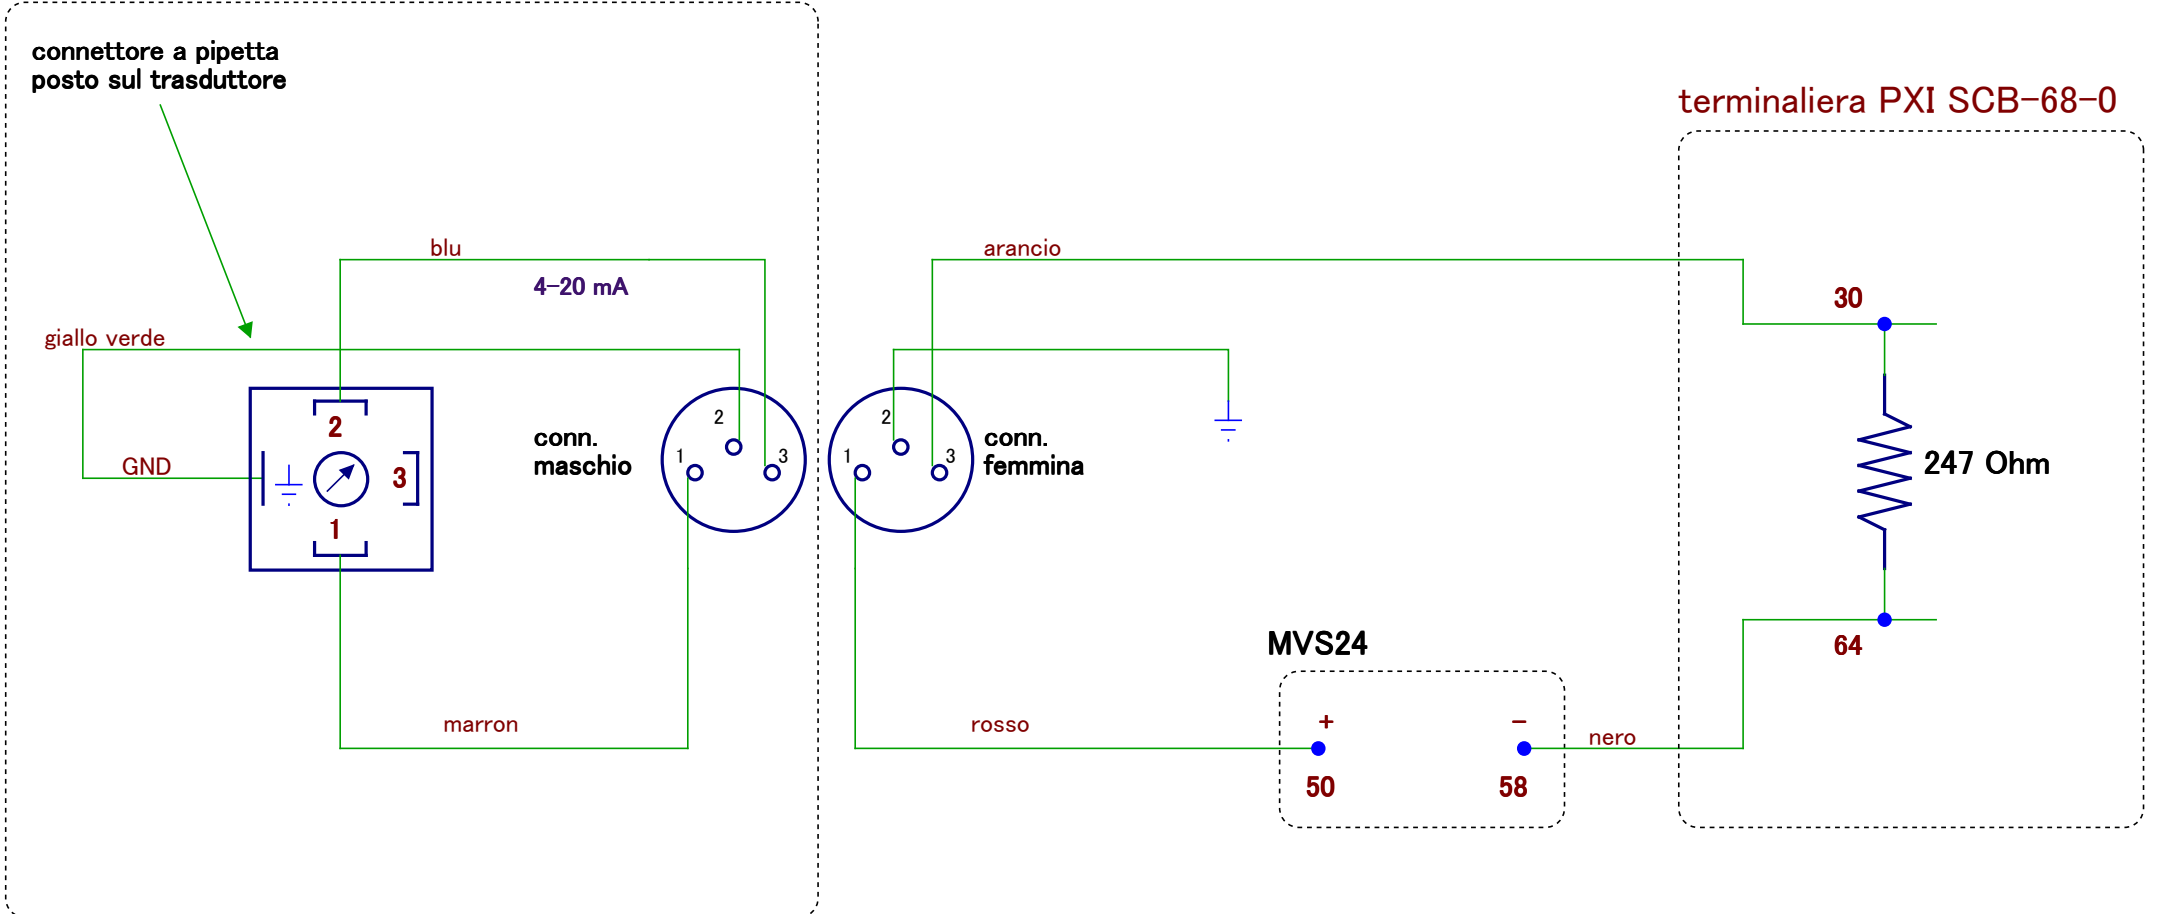 connettore a pipetta
posto sul trasduttore
terminaliera PXI SCB-68-0
blu
arancio
4-20 mA
30
giallo verde
2
2
2
conn.
maschio
conn.
femmina
1
3
1
3
GND
3
247 Ohm
1
MVS24
64
marron
rosso
+
-
nero
50
58